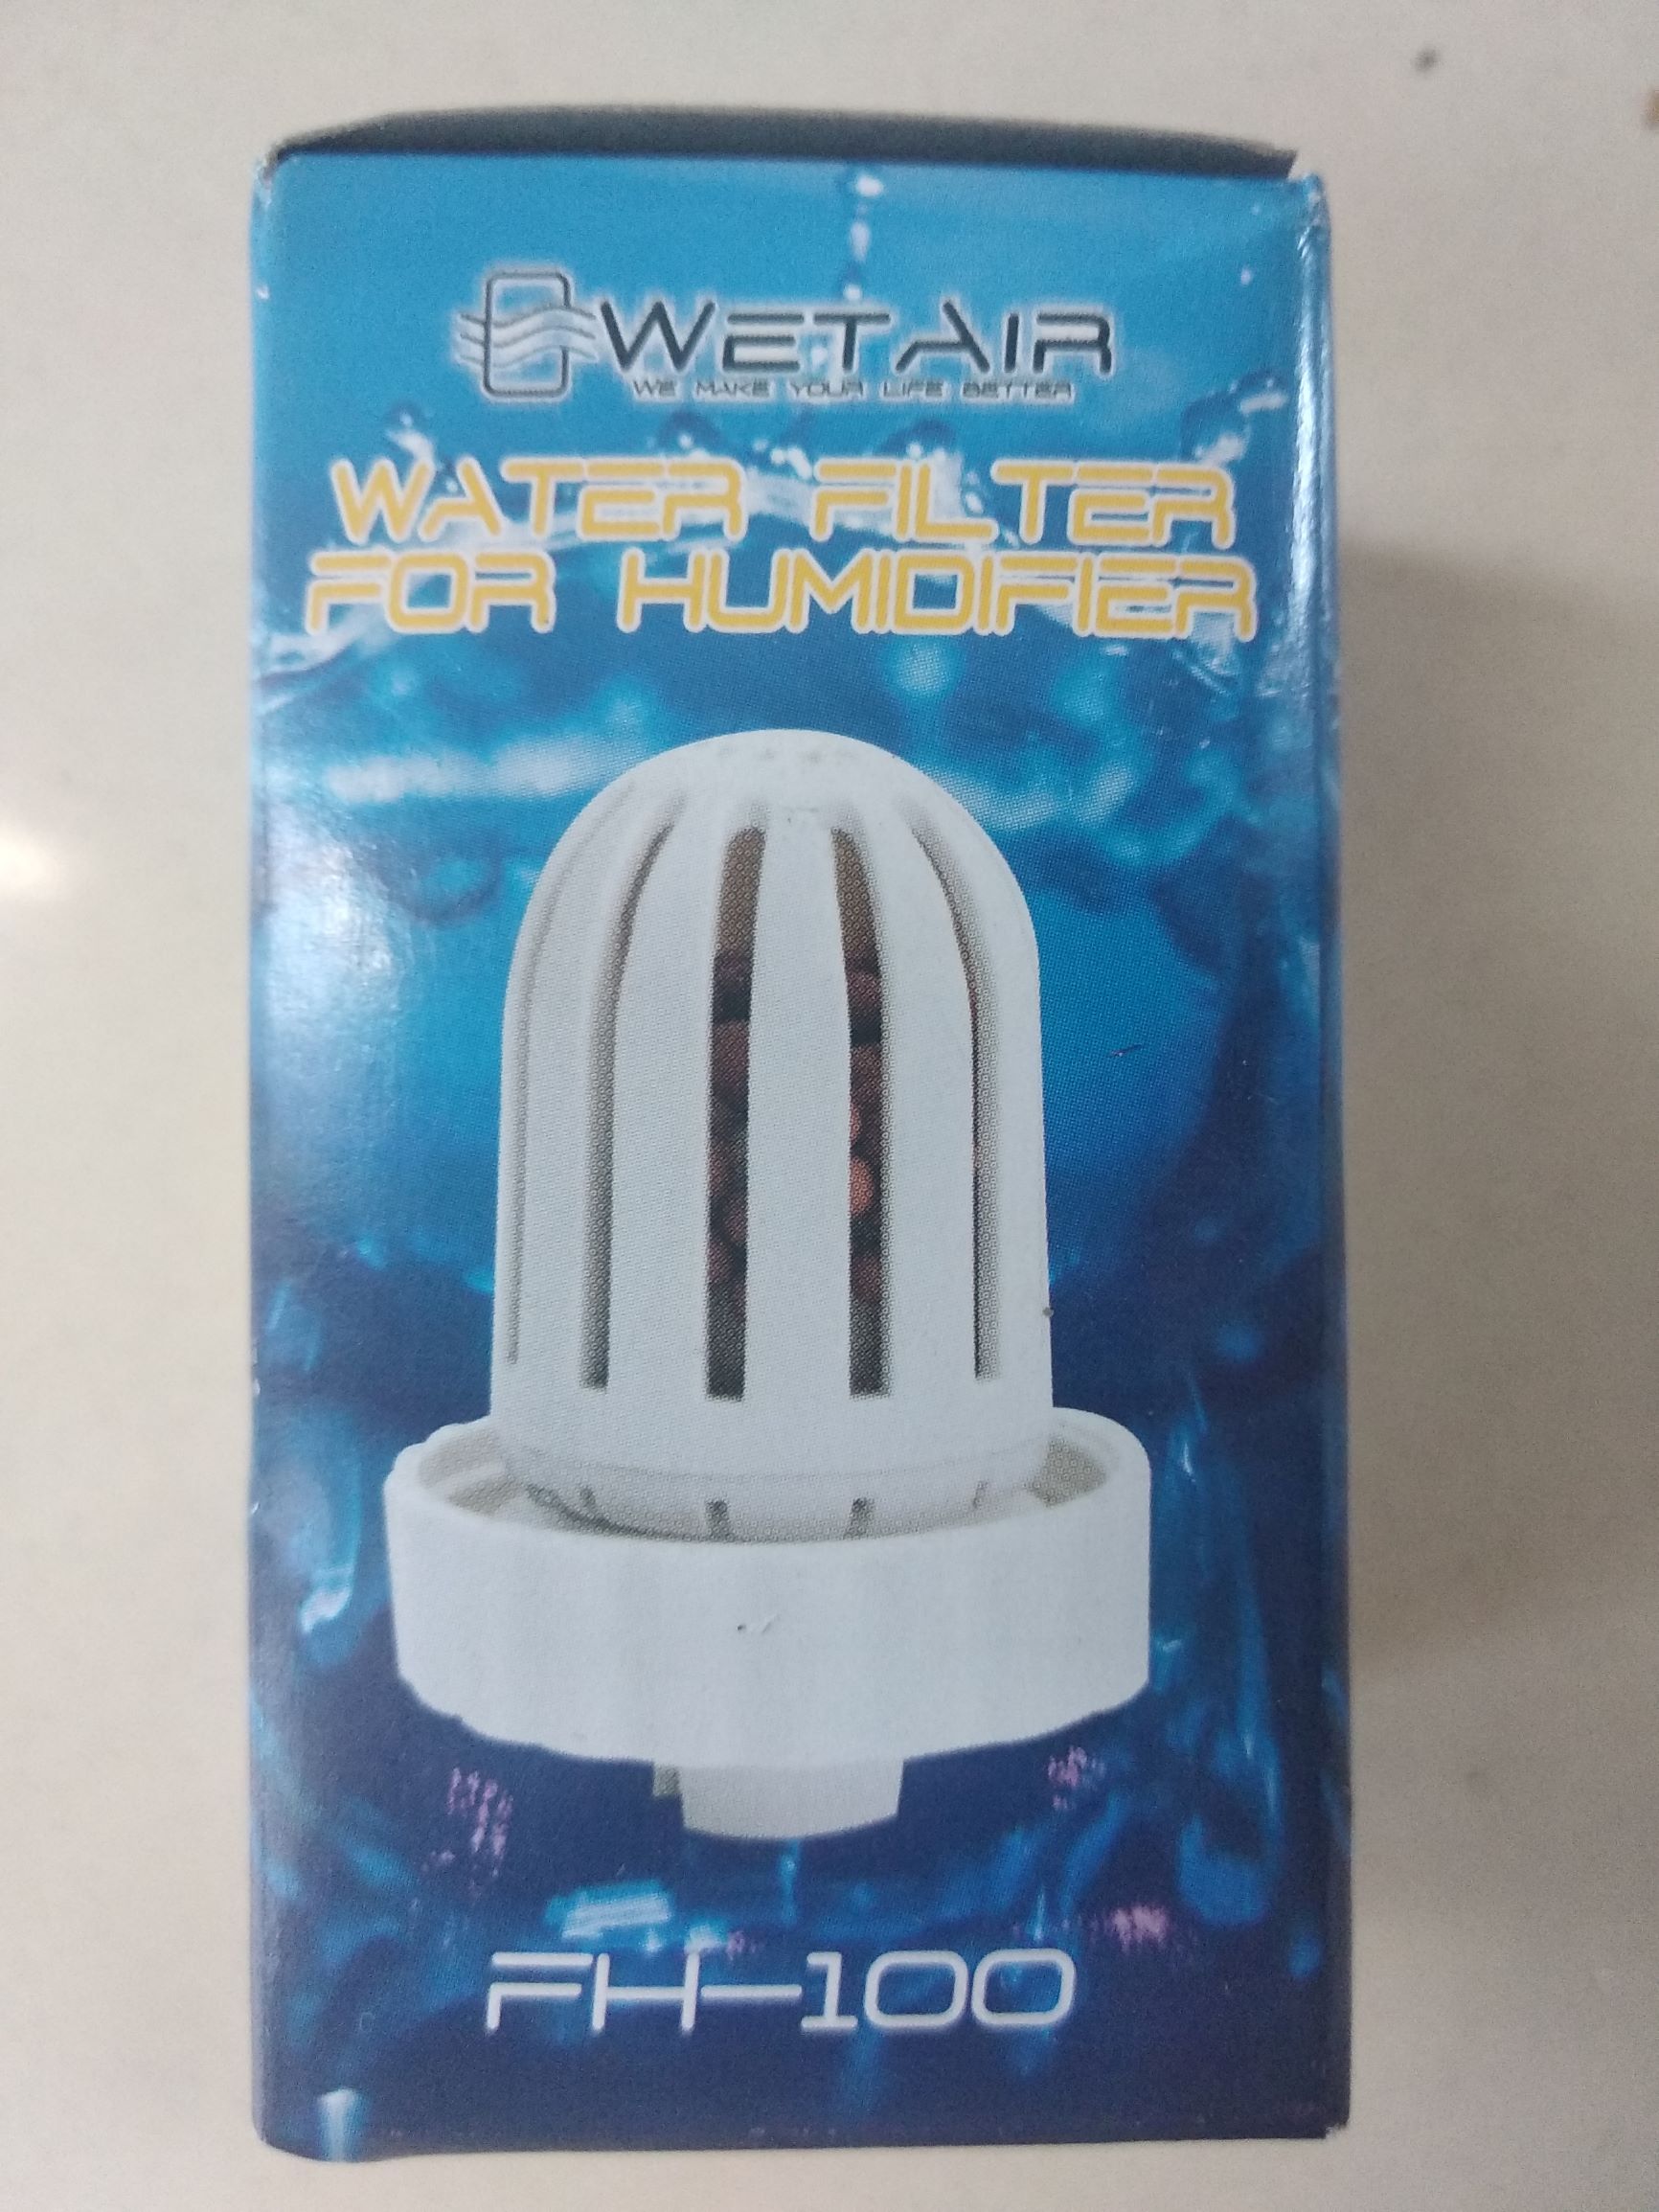 WETAIR
WE MAKE YOUR LIFE BETTER
WATER FILTER
FOR HUMIDIFIER
FH-100